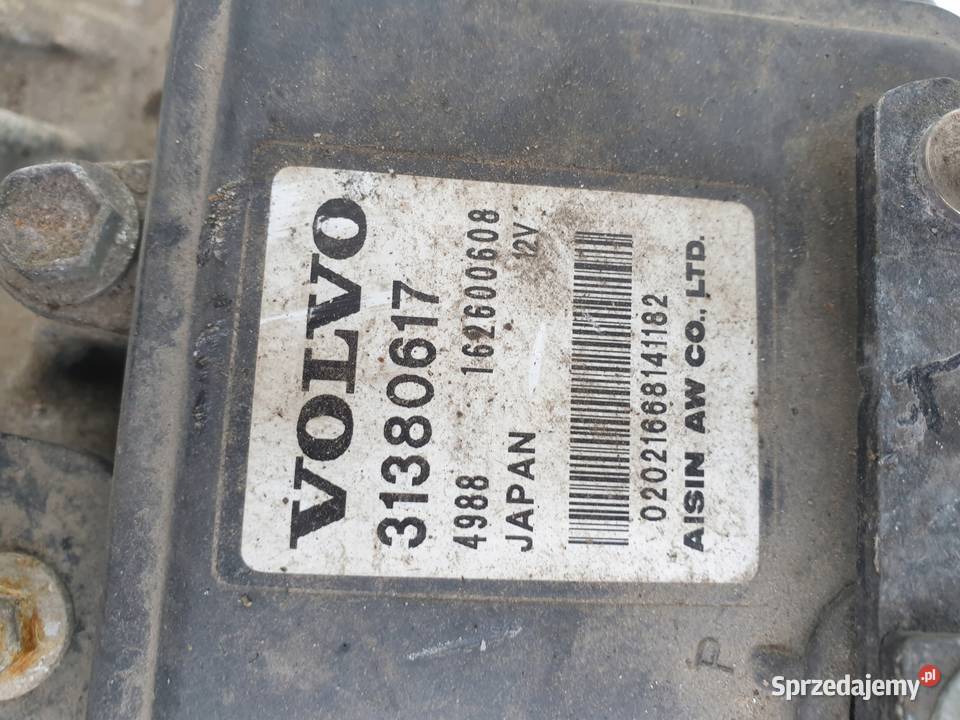 VOLVO
31380617
4988 162600608
JAPAN 12V
02021668141182
AISIN AW CO., LTD.
P
Sprzedajemy.pl